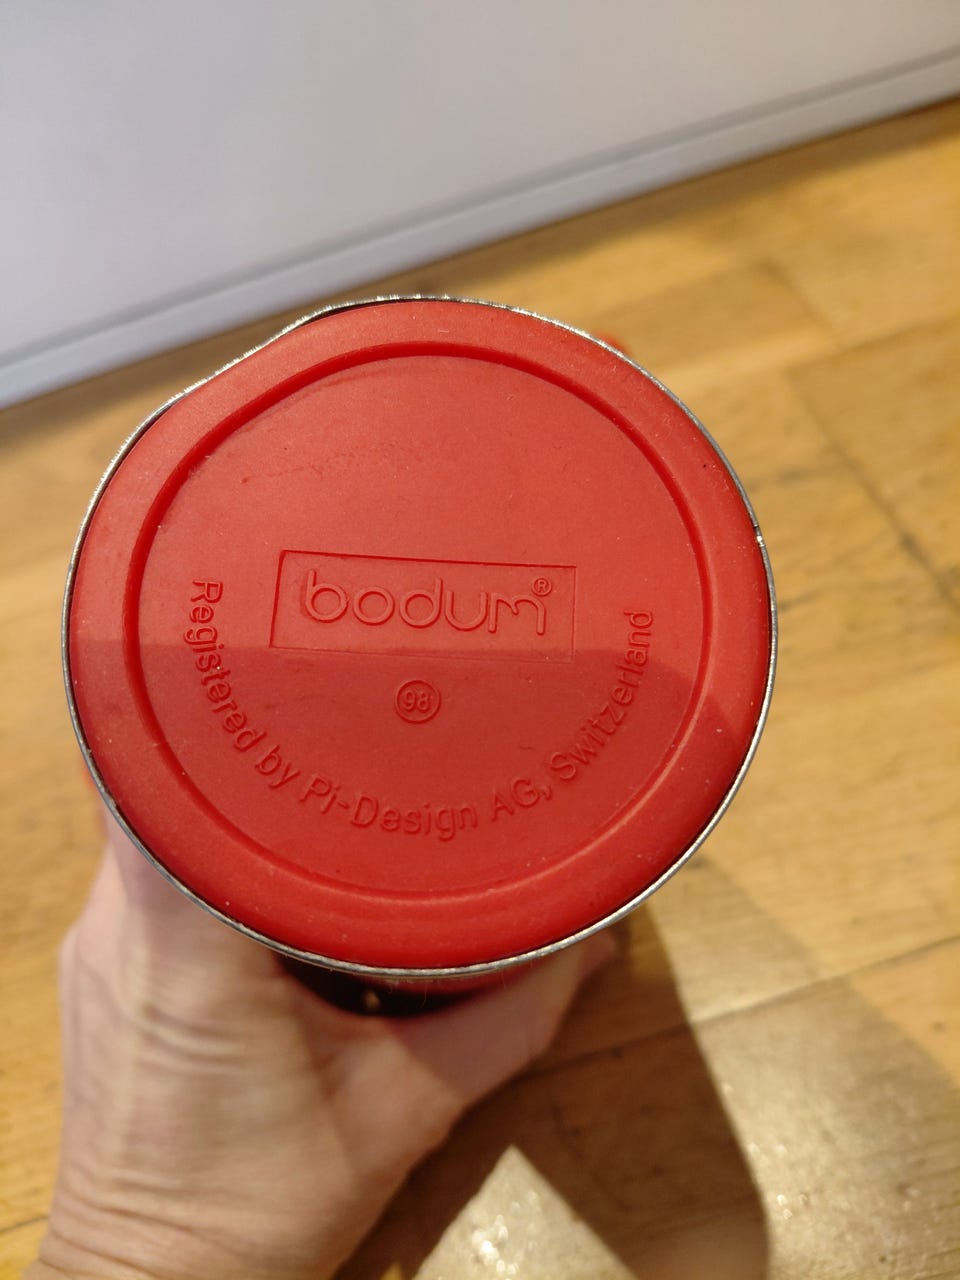 bodum®
98
Registered by Pi-Design AG, Switzerland